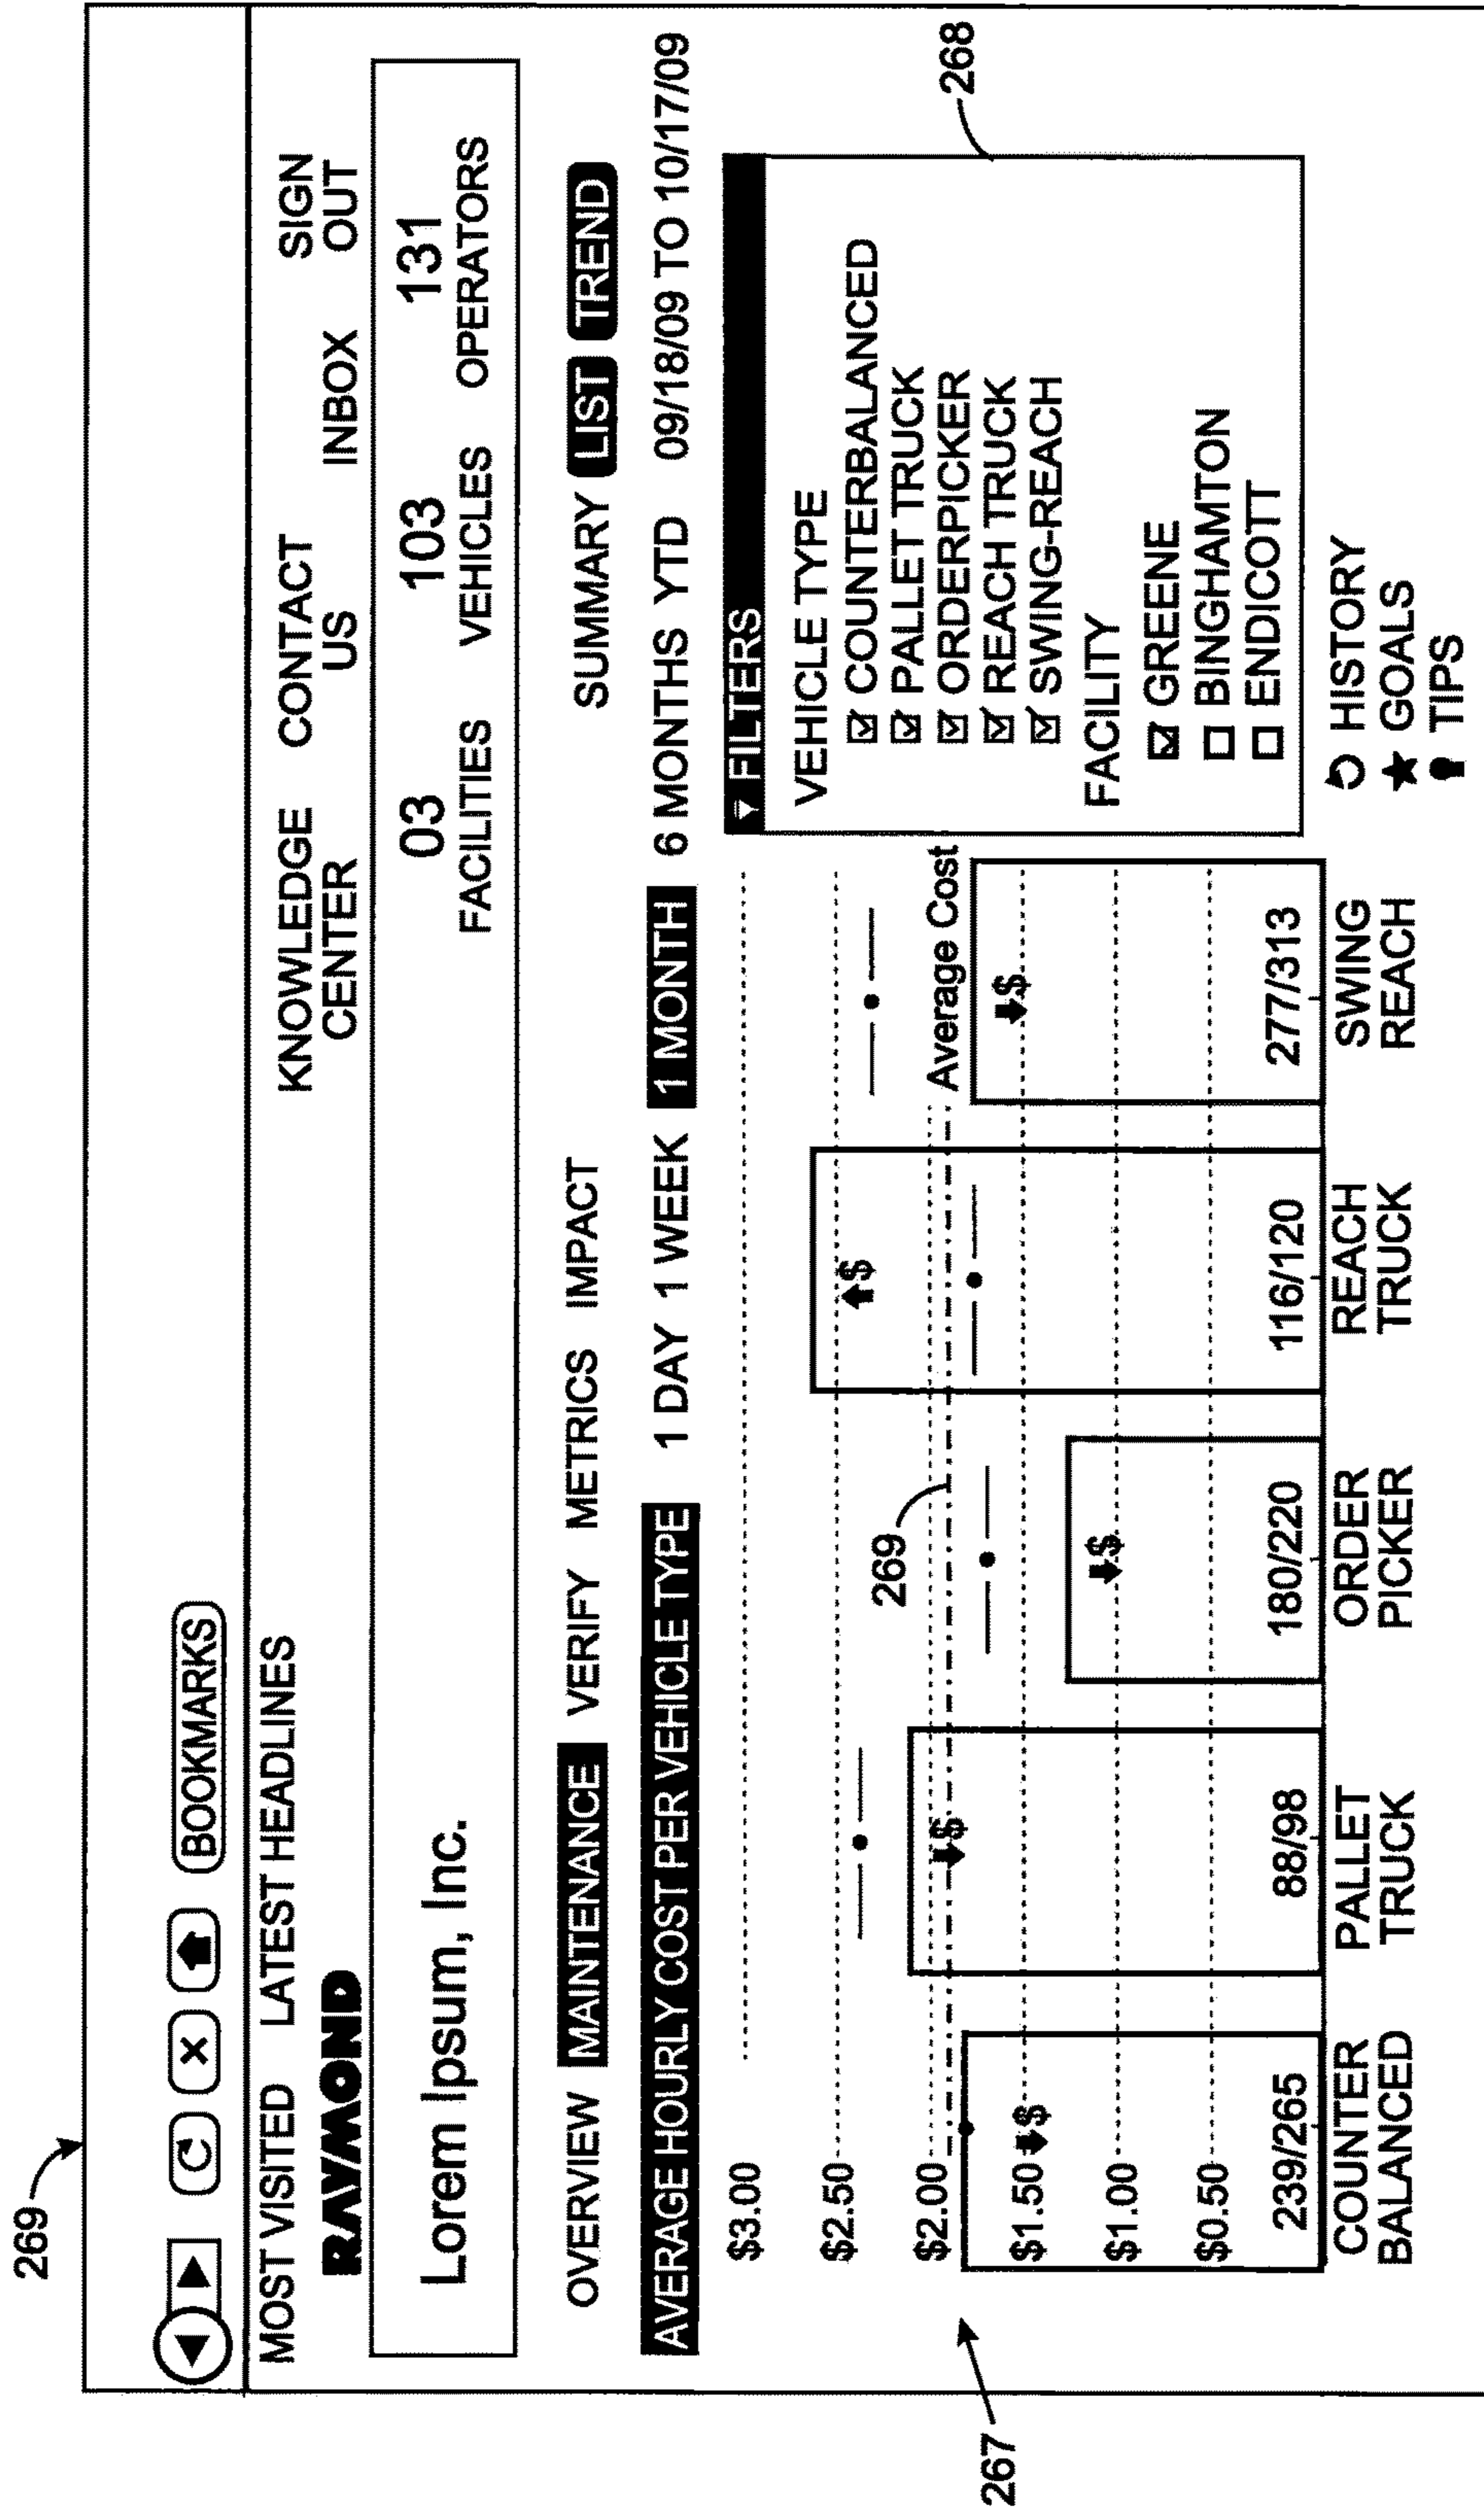 269
BOOKMARKS
MOST VISITED LATEST HEADLINES
RAYMOND
KNOWLEDGE CENTER
CONTACT US
INBOX
SIGN OUT
Lorem Ipsum, Inc.
03 FACILITIES
103 VEHICLES
131 OPERATORS
OVERVIEW MAINTENANCE VERIFY METRICS IMPACT
SUMMARY LIST TREND
AVERAGE HOURLY COST PER VEHICLE TYPE 1 DAY 1 WEEK 1 MONTH 6 MONTHS YTD 09/18/09 TO 10/17/09
267
$3.00
$2.50
$2.00
$1.50
$1.00
$0.50
269
Average Cost
$
$
$
$
$
239/265
88/98
180/220
116/120
277/313
COUNTER BALANCED
PALLET TRUCK
ORDER PICKER
REACH TRUCK
SWING REACH
FILTERS
268
VEHICLE TYPE
COUNTERBALANCED
PALLET TRUCK
ORDERPICKER
REACH TRUCK
SWING-REACH
FACILITY
GREENE
BINGHAMTON
ENDICOTT
HISTORY
GOALS
TIPS